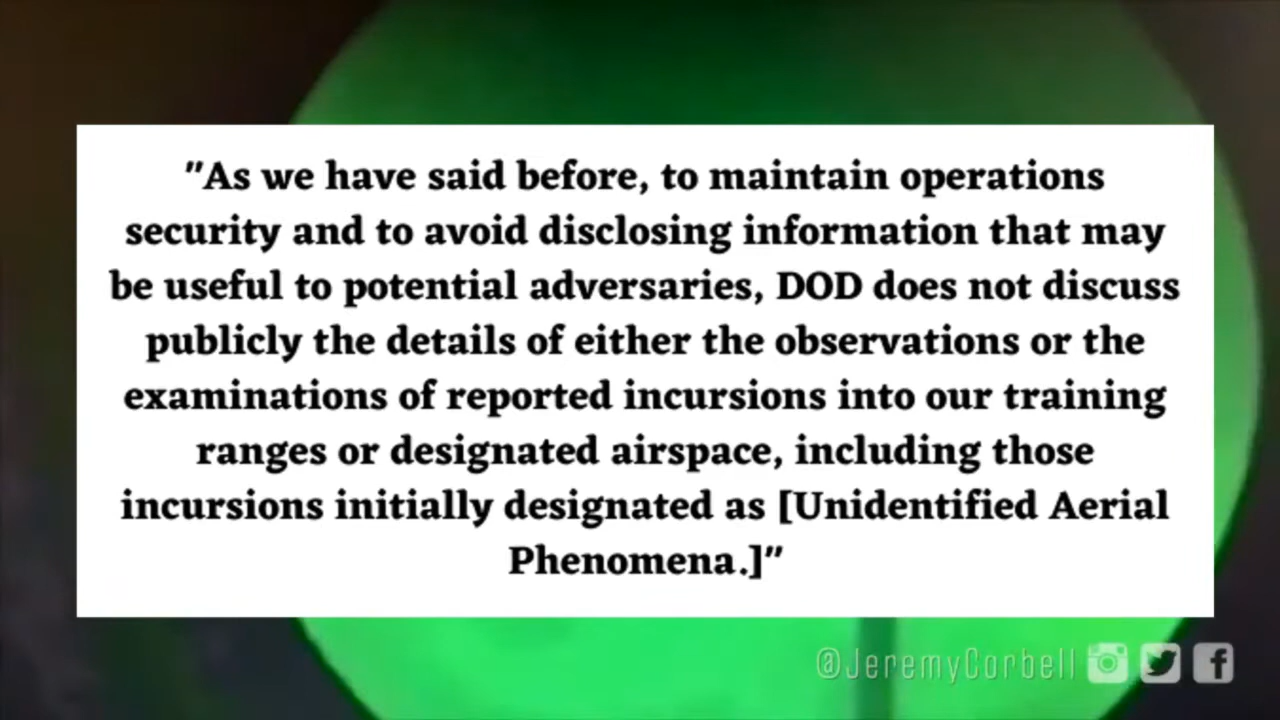 "As we have said before, to maintain operations
security and to avoid disclosing information that may
be useful to potential adversaries, DOD does not discuss
publicly the details of either the observations or the
examinations of reported incursions into our training
ranges or designated airspace, including those
incursions initially designated as [Unidentified Aerial
Phenomena.]"
@JeremyCorbell